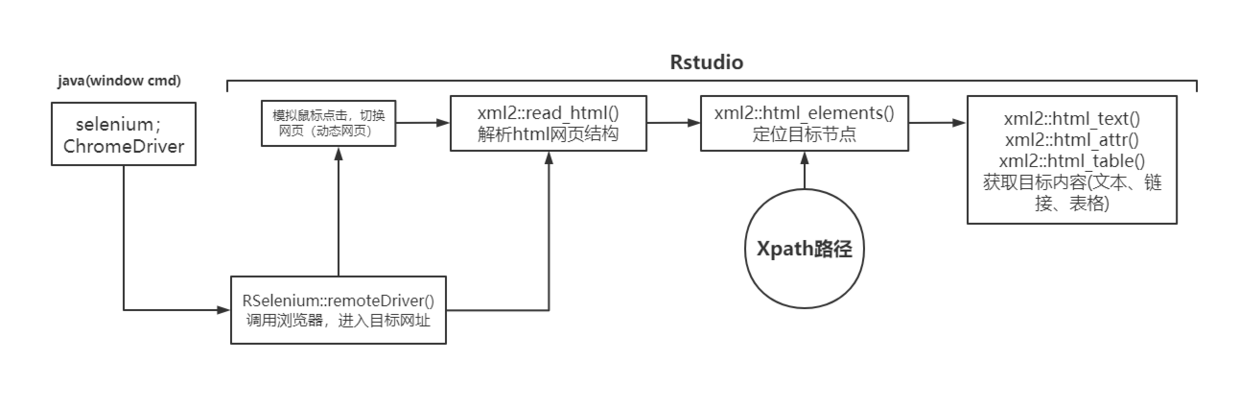 Rstudio
java(window cmd)
selenium；
ChromeDriver
模拟鼠标点击，切换
网页（动态网页）
xml2::read_html()
解析html网页结构
xml2::html_elements()
定位目标节点
xml2::html_text()
xml2::html_attr()
xml2::html_table()
获取目标内容(文本、链
接、表格)
Xpath路径
RSelenium::remoteDriver()
调用浏览器，进入目标网址